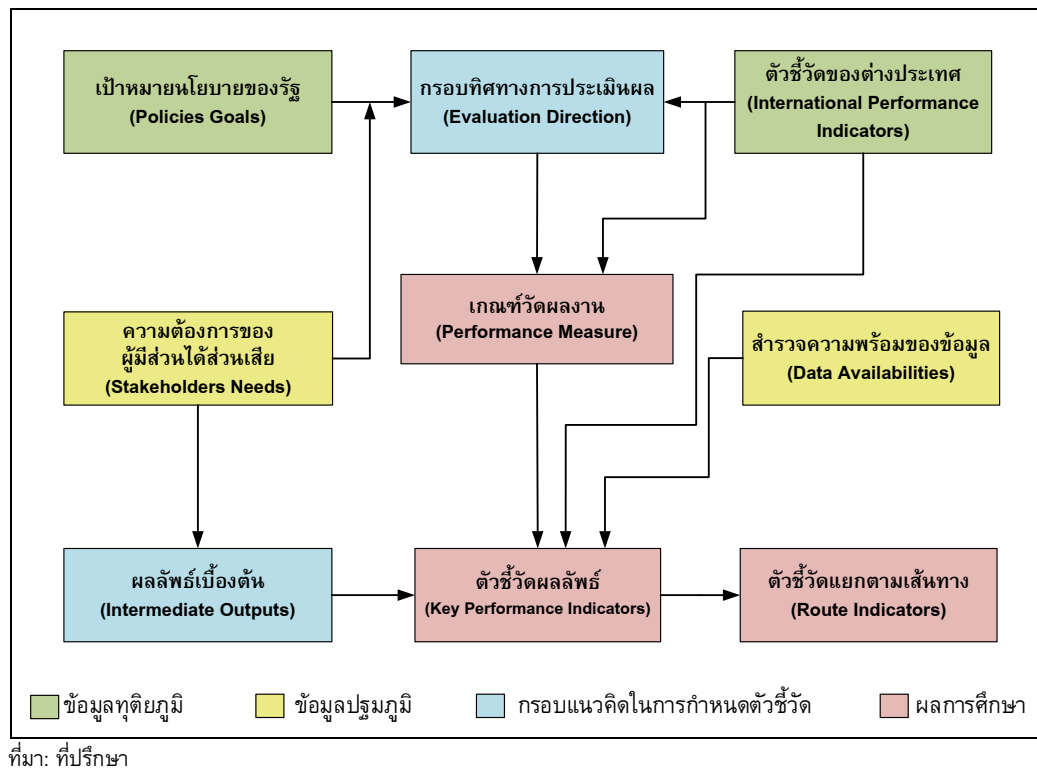 เป้าหมายนโยบายของรัฐ
(Policies Goals)
กรอบทิศทางการประเมินผล
(Evaluation Direction)
ตัวชี้วัดของต่างประเทศ
(International Performance
Indicators)
เกณฑ์วัดผลงาน
(Performance Measure)
ความต้องการของ
ผู้มีส่วนได้ส่วนเสีย
(Stakeholders Needs)
สำรวจความพร้อมของข้อมูล
(Data Availabilities)
ผลลัพธ์เบื้องต้น
(Intermediate Outputs)
ตัวชี้วัดผลลัพธ์
(Key Performance Indicators)
ตัวชี้วัดแยกตามเส้นทาง
(Route Indicators)
ข้อมูลทุติยภูมิ
ข้อมูลปฐมภูมิ
กรอบแนวคิดในการกำหนดตัวชี้วัด
ผลการศึกษา
ที่มา: ที่ปรึกษา